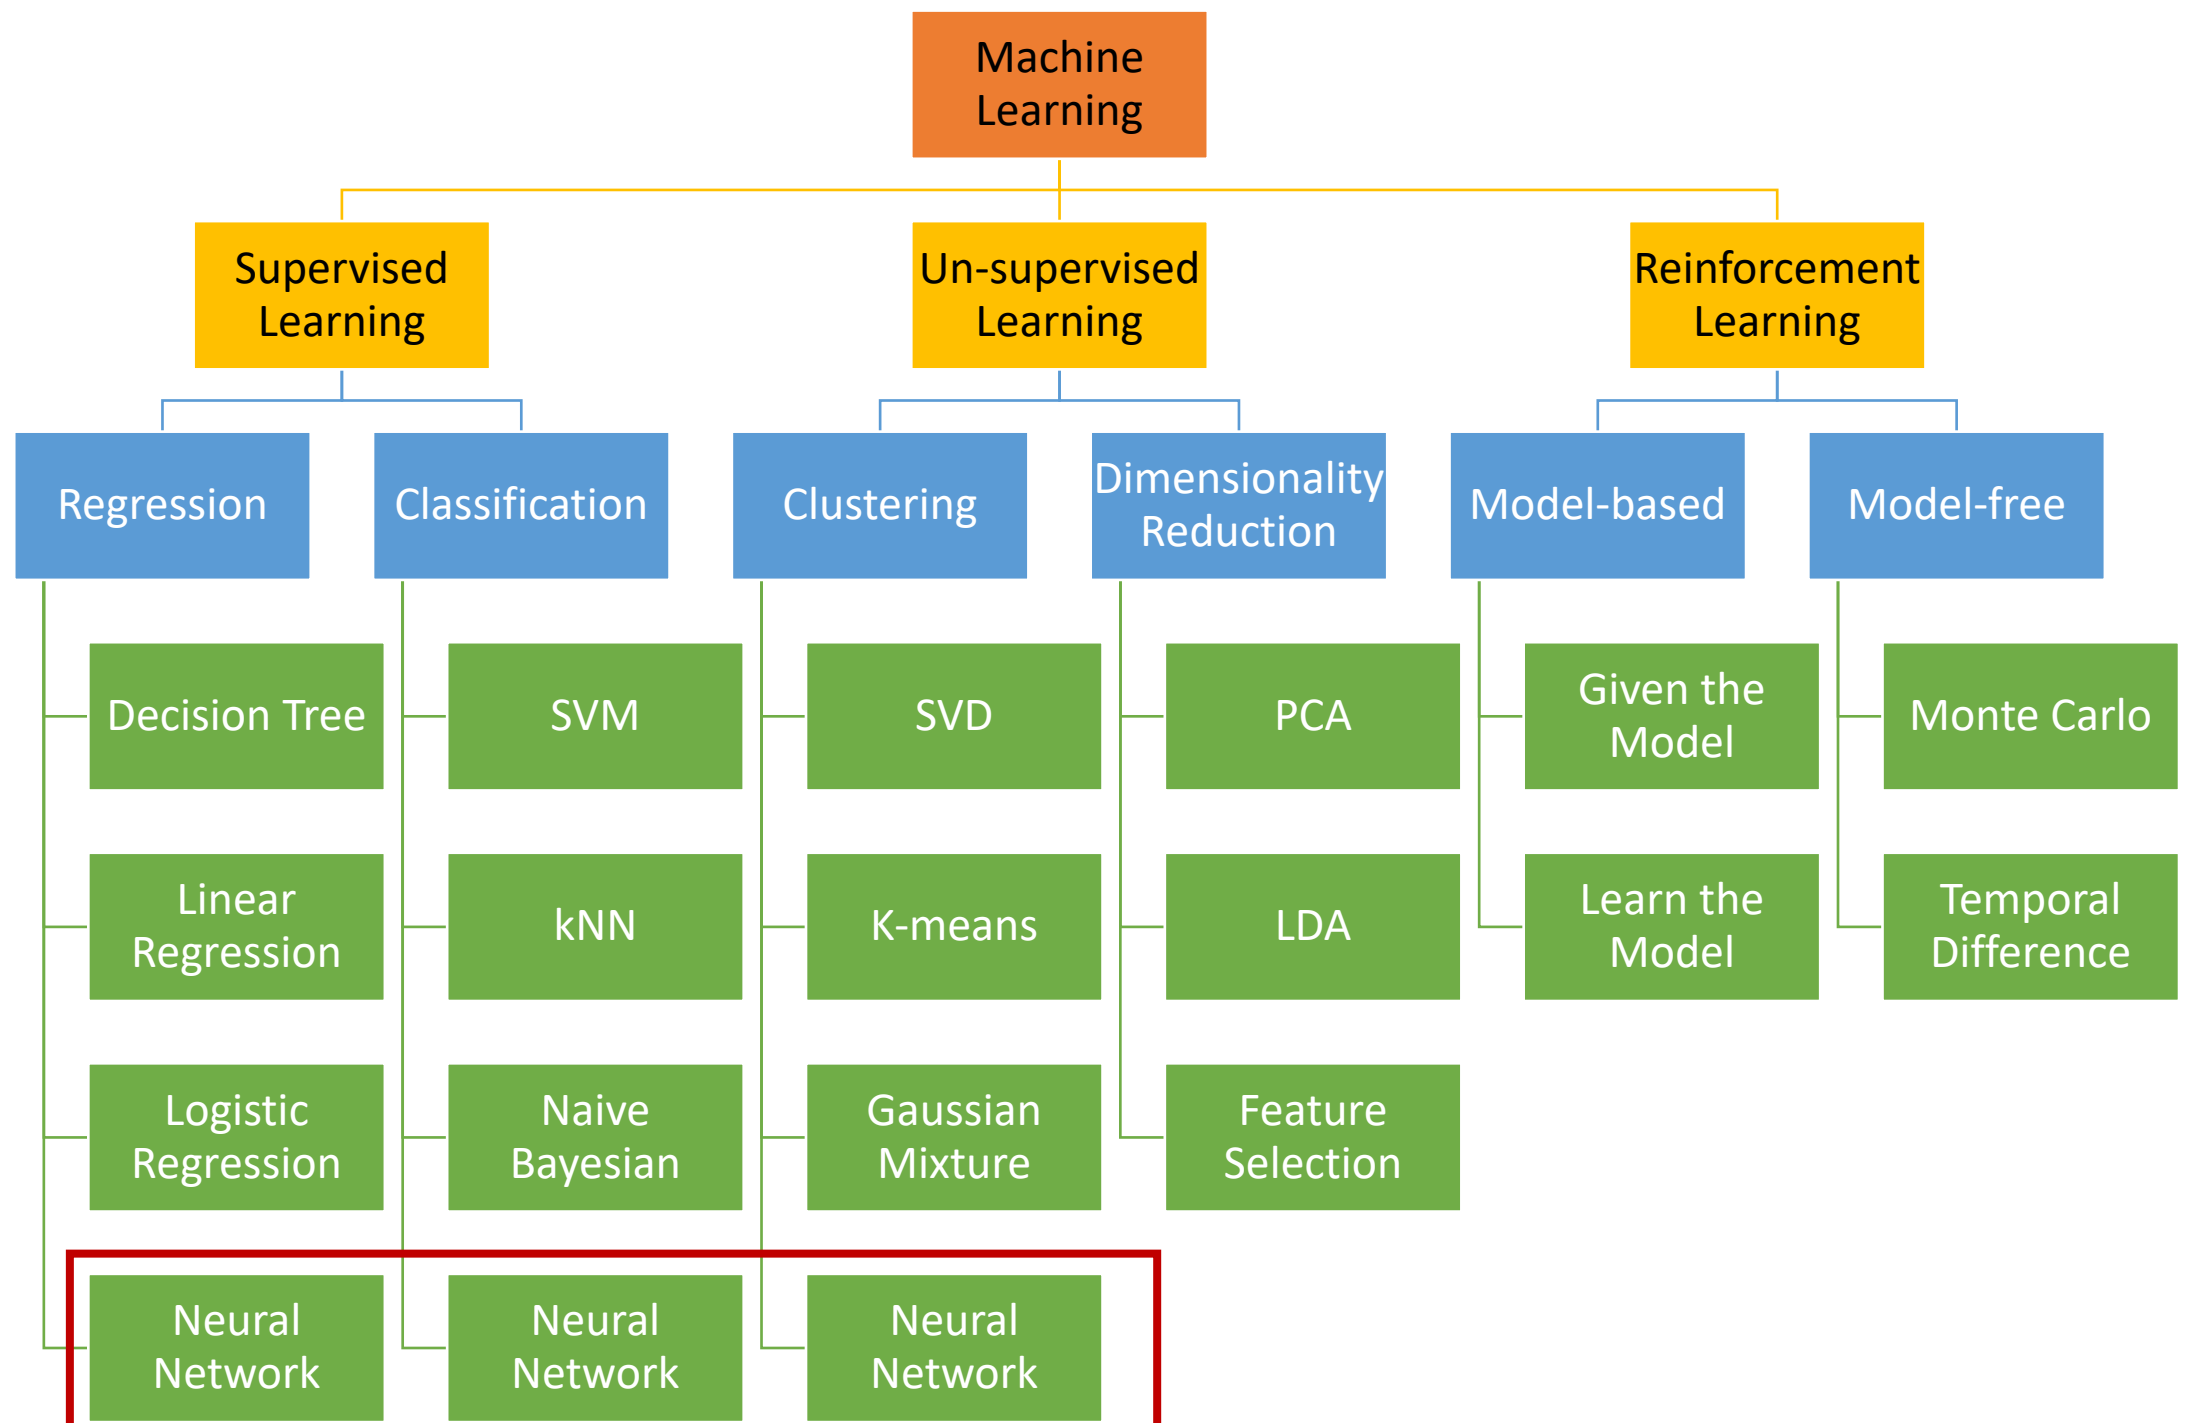 Machine
Learning
Supervised
Learning
Un-supervised
Learning
Reinforcement
Learning
Regression
Classification
Clustering
Dimensionality
Reduction
Model-based
Model-free
Decision Tree
SVM
SVD
PCA
Given the
Model
Monte Carlo
Linear
Regression
kNN
K-means
LDA
Learn the
Model
Temporal
Difference
Logistic
Regression
Naive
Bayesian
Gaussian
Mixture
Feature
Selection
Neural
Network
Neural
Network
Neural
Network